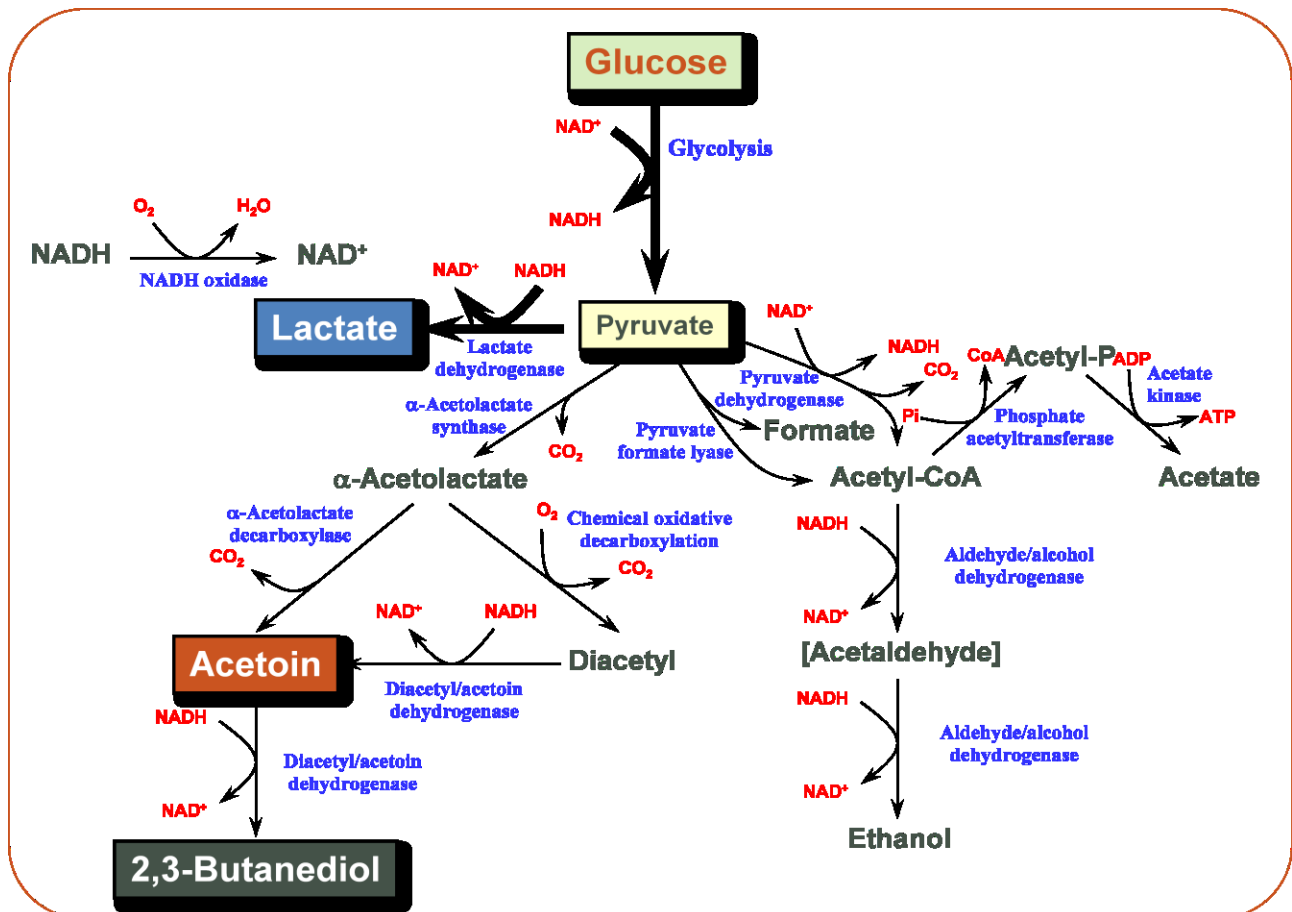 Glucose
NAD⁺
Glycolysis
NADH
O₂
H₂O
NADH
NAD⁺
NADH oxidase
NAD⁺
NADH
Lactate
Lactate
dehydrogenase
Pyruvate
NAD⁺
NADH
CO₂
Pyruvate
dehydrogenase
CoA
Acetyl-P
ADP
Acetate
kinase
ATP
Pi
Phosphate
acetyltransferase
Acetate
α-Acetolactate
synthase
CO₂
Pyruvate
formate lyase
Formate
Acetyl-CoA
α-Acetolactate
α-Acetolactate
decarboxylase
CO₂
O₂
Chemical oxidative
decarboxylation
CO₂
NADH
Aldehyde/alcohol
dehydrogenase
NAD⁺
Acetoin
NAD⁺
NADH
Diacetyl/acetoin
dehydrogenase
Diacetyl
[Acetaldehyde]
NADH
Diacetyl/acetoin
dehydrogenase
NAD⁺
NADH
Aldehyde/alcohol
dehydrogenase
NAD⁺
2,3-Butanediol
Ethanol